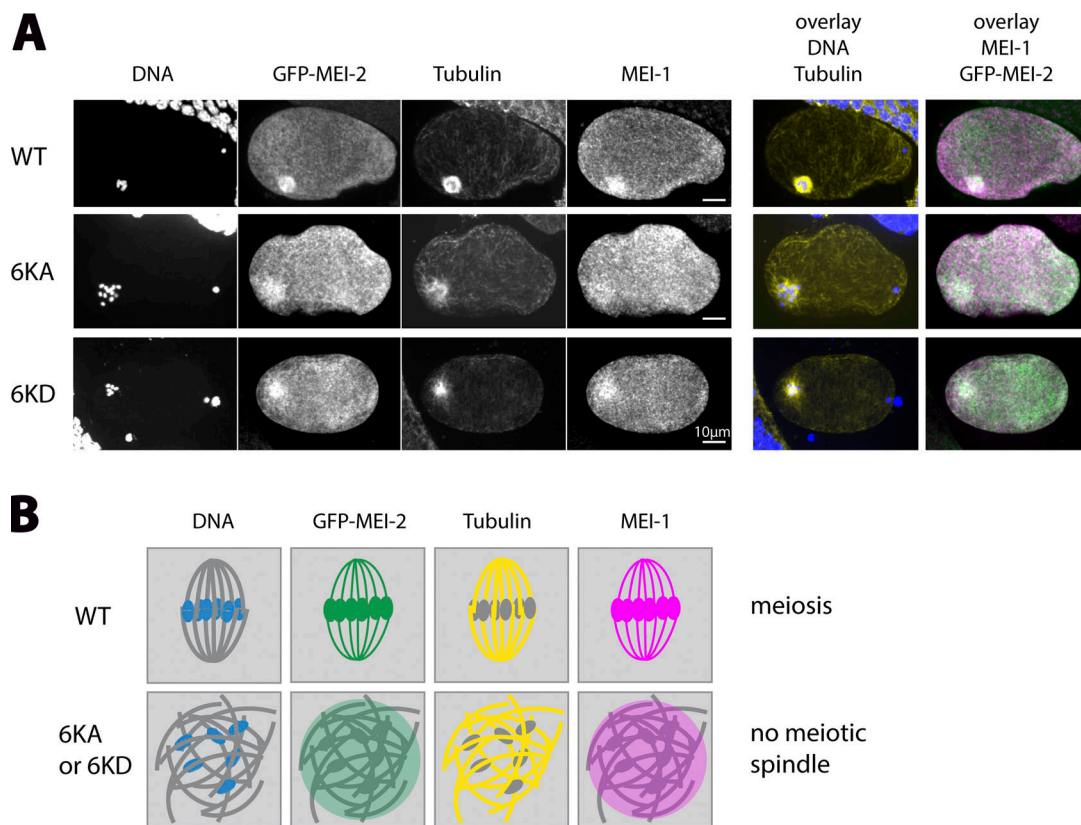 A
DNA
GFP-MEI-2
Tubulin
MEI-1
overlay
DNA
Tubulin
overlay
MEI-1
GFP-MEI-2
WT
6KA
6KD
10µm
B
DNA
GFP-MEI-2
Tubulin
MEI-1
WT
meiosis
6KA
or 6KD
no meiotic
spindle